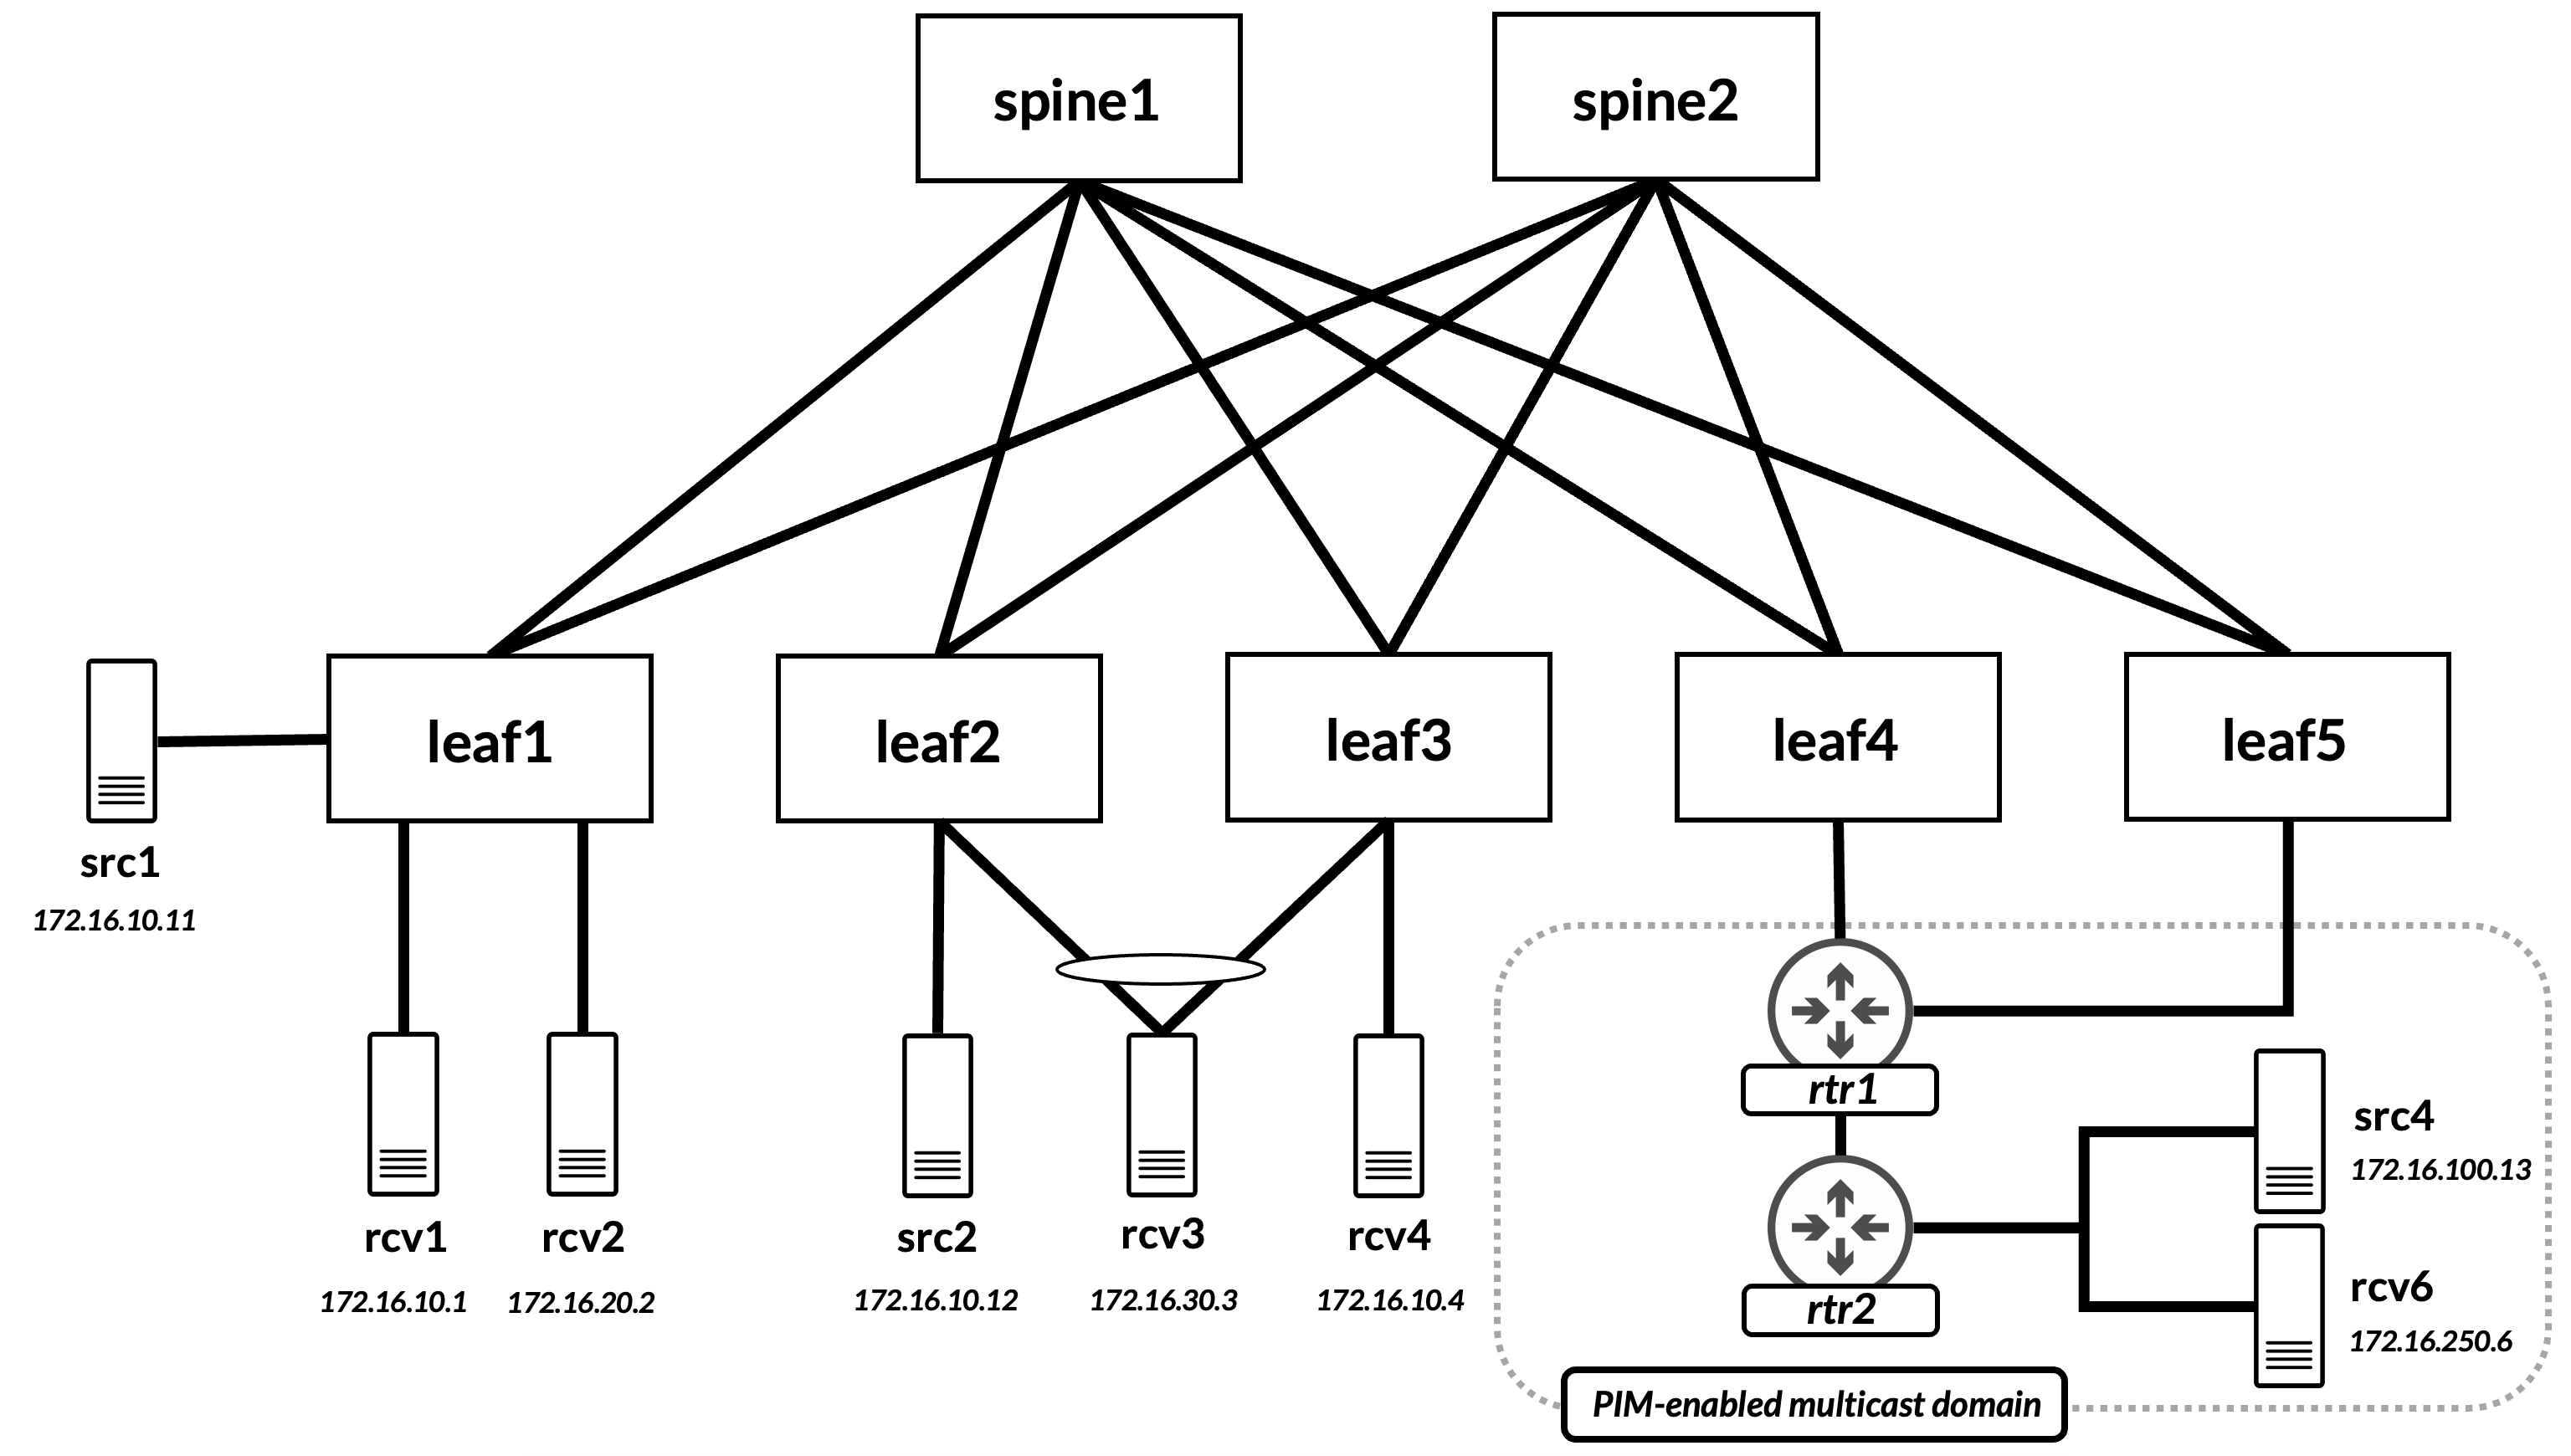 spine1
spine2
leaf1
leaf2
leaf3
leaf4
leaf5
src1
172.16.10.11
rtr1
src4
172.16.100.13
rcv1
rcv2
src2
rcv3
rcv4
172.16.10.1
172.16.20.2
172.16.10.12
172.16.30.3
172.16.10.4
rtr2
rcv6
172.16.250.6
PIM-enabled multicast domain